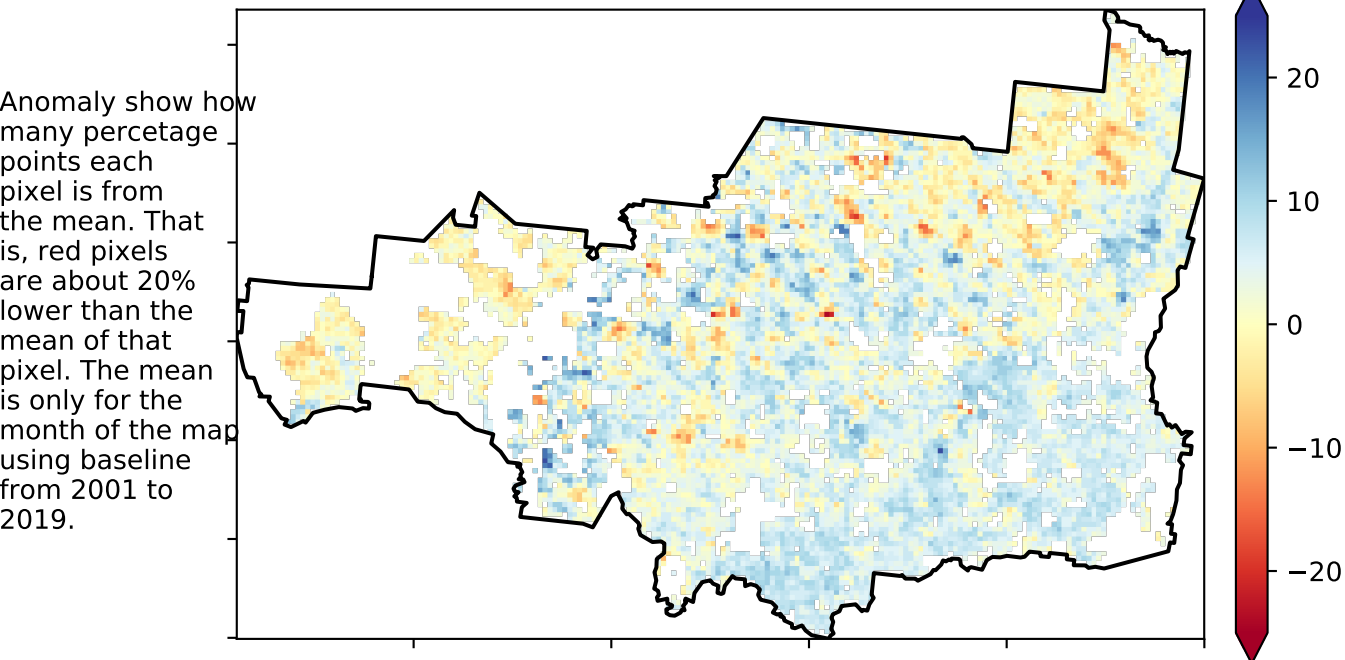 Anomaly show how
many percetage
points each
pixel is from
the mean. That
is, red pixels
are about 20%
lower than the
mean of that
pixel. The mean
is only for the
month of the map
using baseline
from 2001 to
2019.
20
10
0
−10
−20